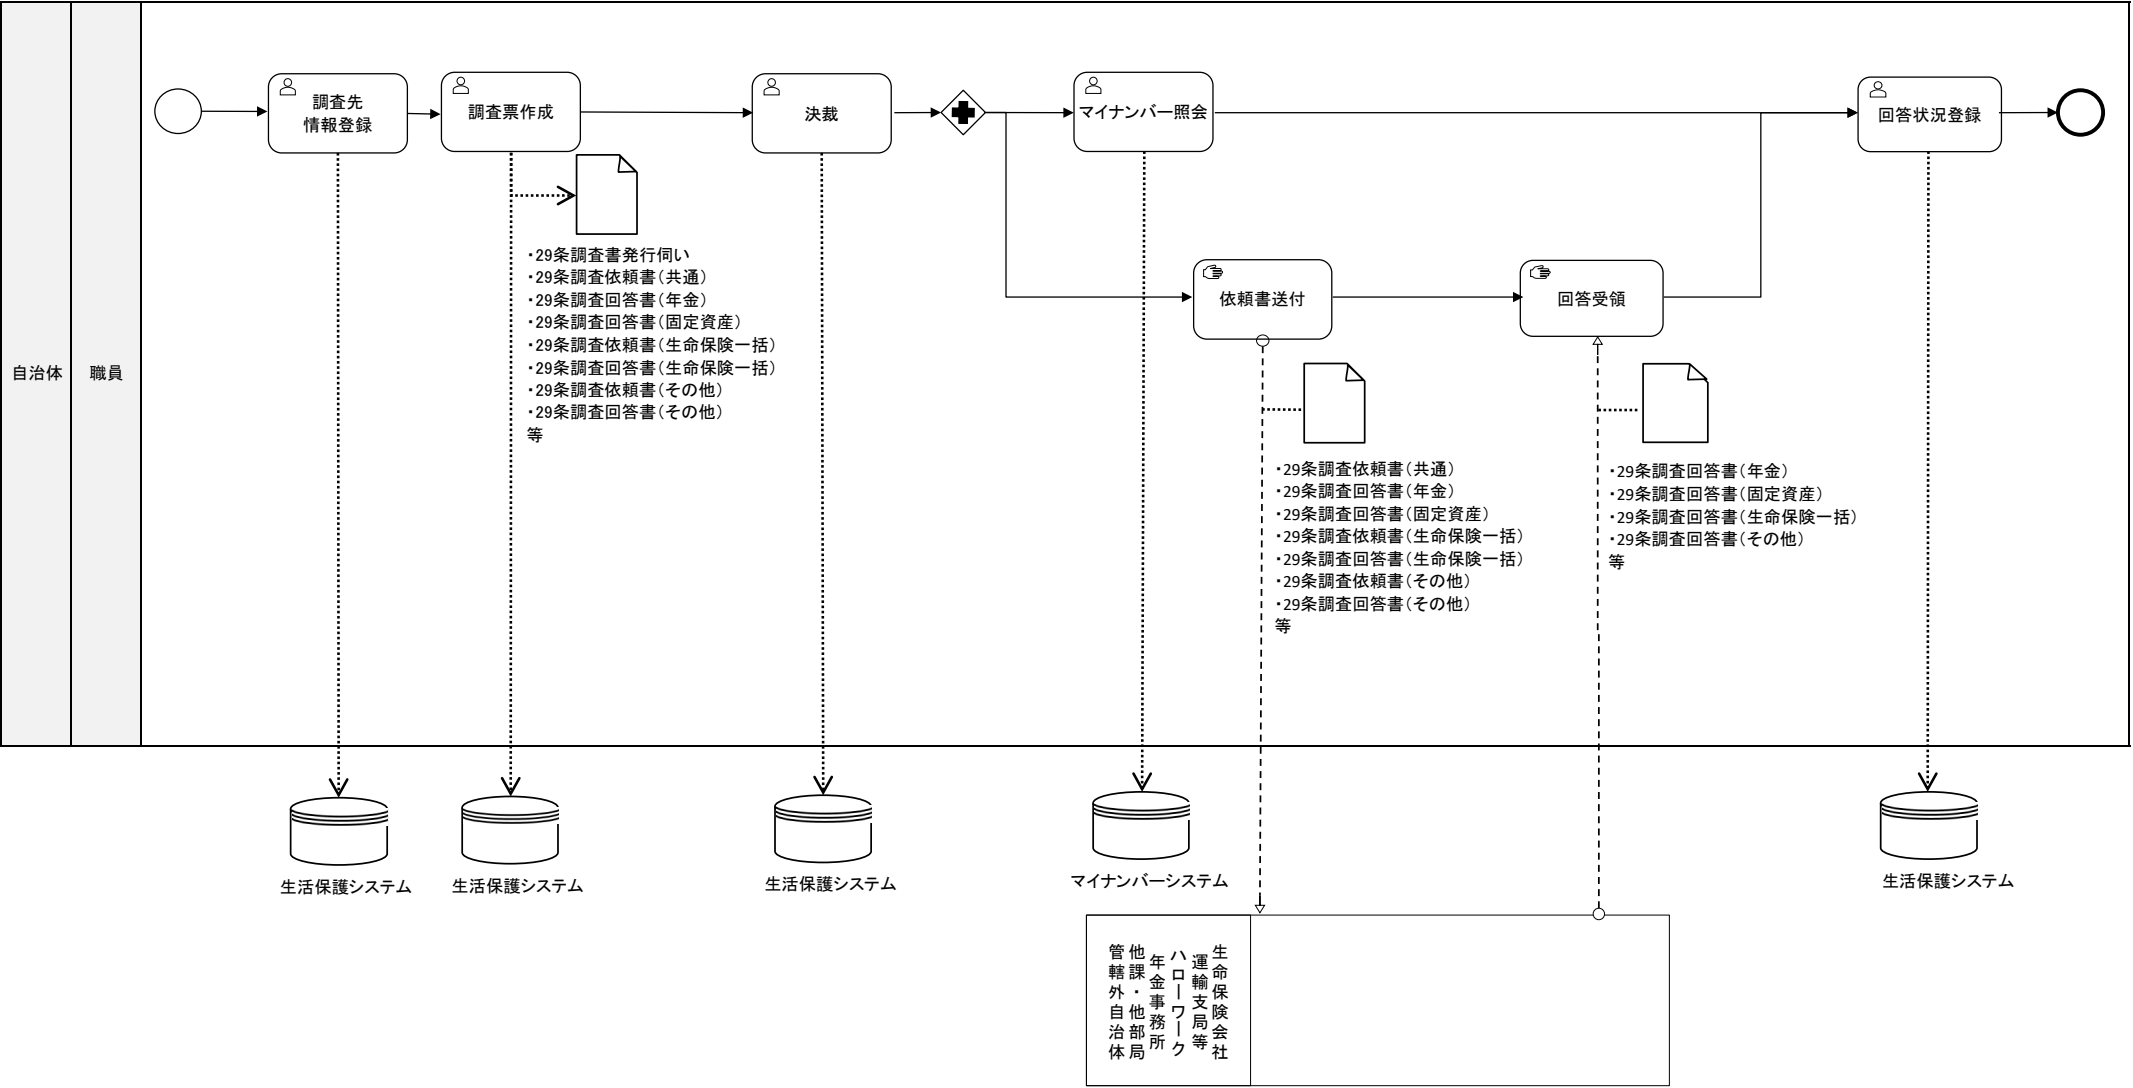 自治体
職員
調査先
情報登録
調査票作成
決裁
マイナンバー照会
回答状況登録
・29条調査書発行伺い
・29条調査依頼書（共通）
・29条調査回答書（年金）
・29条調査回答書（固定資産）
・29条調査依頼書（生命保険一括）
・29条調査回答書（生命保険一括）
・29条調査依頼書（その他）
・29条調査回答書（その他）
等
依頼書送付
回答受領
・29条調査依頼書（共通）
・29条調査回答書（年金）
・29条調査回答書（固定資産）
・29条調査依頼書（生命保険一括）
・29条調査回答書（生命保険一括）
・29条調査依頼書（その他）
・29条調査回答書（その他）
等
・29条調査回答書（年金）
・29条調査回答書（固定資産）
・29条調査回答書（生命保険一括）
・29条調査回答書（その他）
等
生活保護システム
生活保護システム
生活保護システム
マイナンバーシステム
生活保護システム
生命保険会社
運輸支局等
ハローワーク
年金事務所
他課・他部局
管轄外自治体